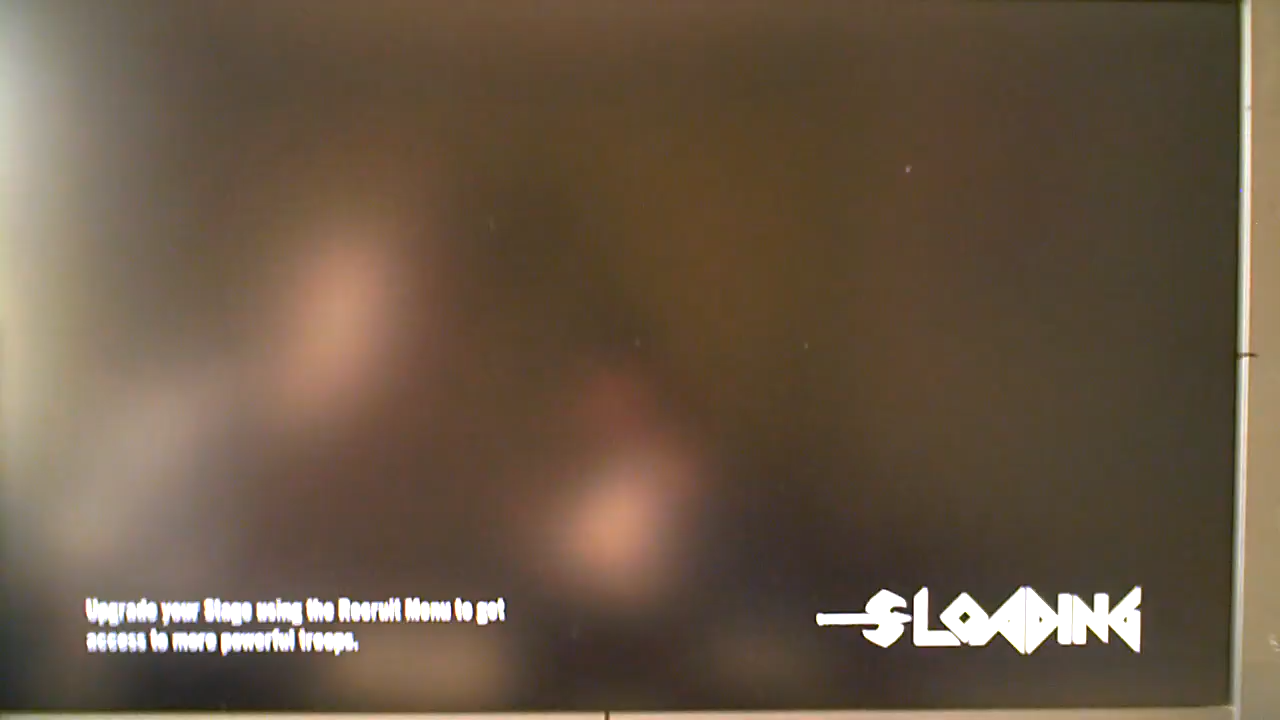 Upgrade your Stage using the Recruit Menu to get
access to more powerful troops.
LOADING